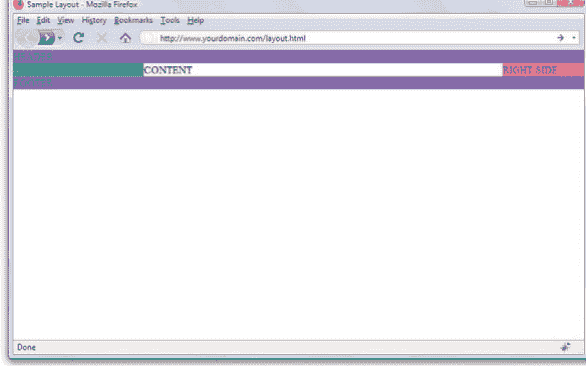 Sample Layout - Mozilla Firefox
File Edit View History Bookmarks Tools Help
http://www.yourdomain.com/layout.html
CONTENT
RIGHT SIDE
Done